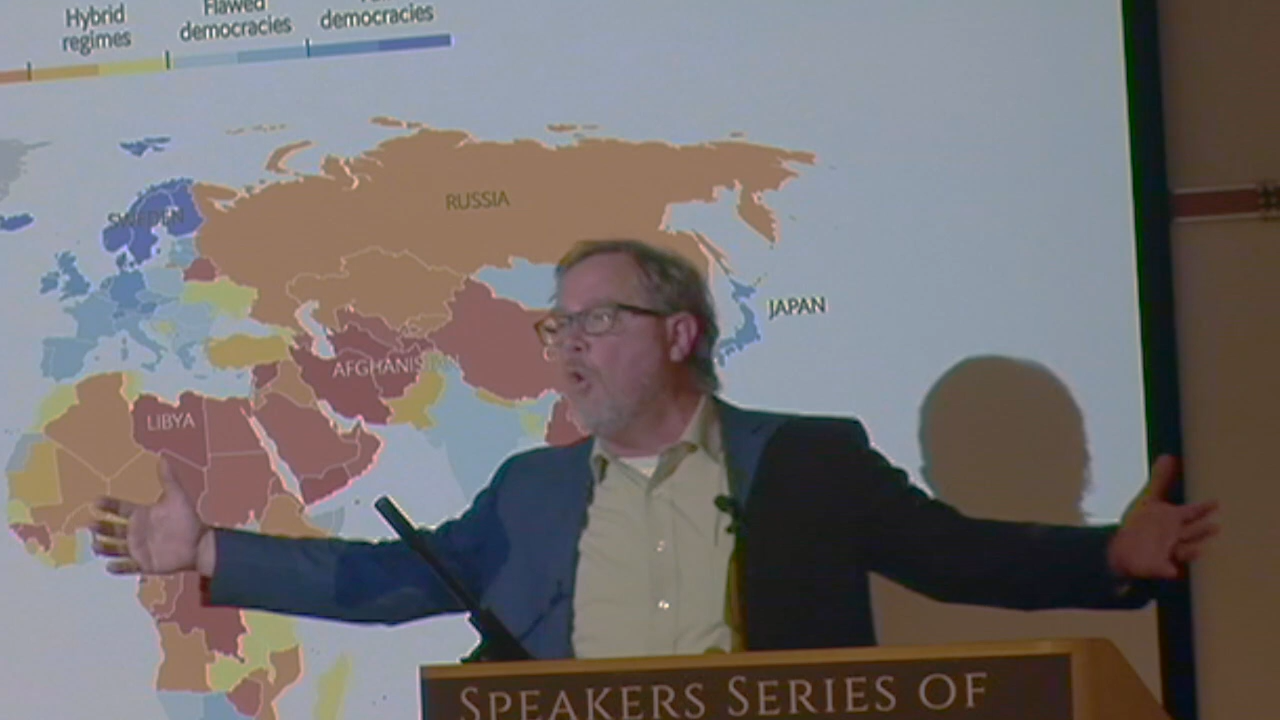 Hybrid
regimes
Flawed
democracies
democracies
RUSSIA
SWEDEN
JAPAN
AFGHANISTAN
LIBYA
SPEAKERS SERIES OF